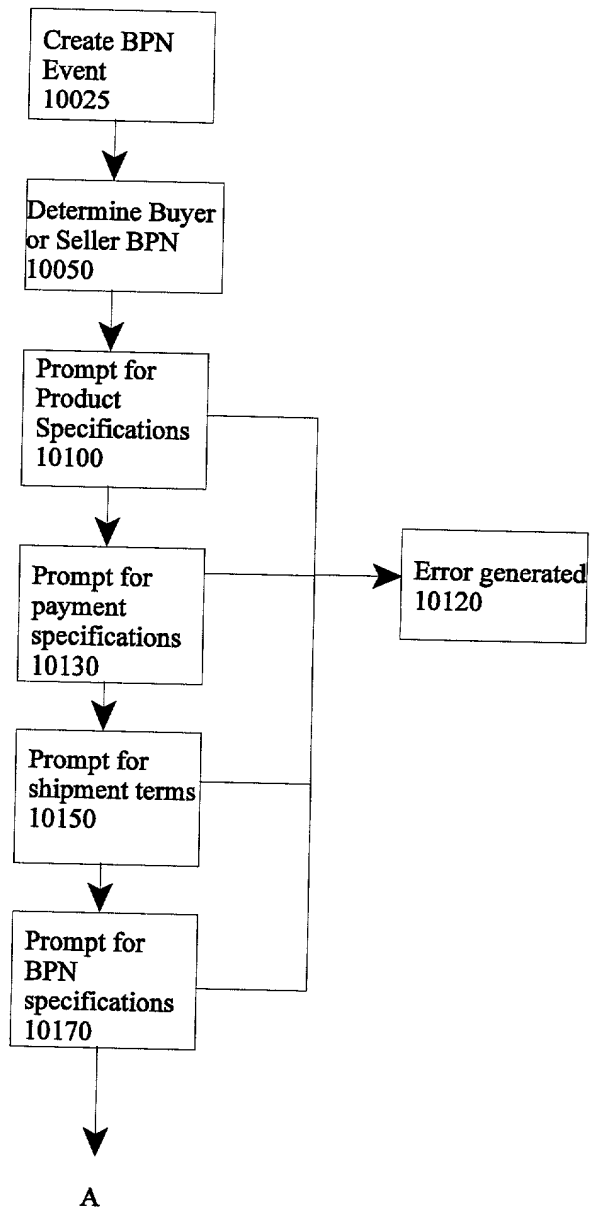 Create BPN
Event
10025
Determine Buyer
or Seller BPN
10050
Prompt for
Product
Specifications
10100
Prompt for
payment
specifications
10130
Error generated
10120
Prompt for
shipment terms
10150
Prompt for
BPN
specifications
10170
A